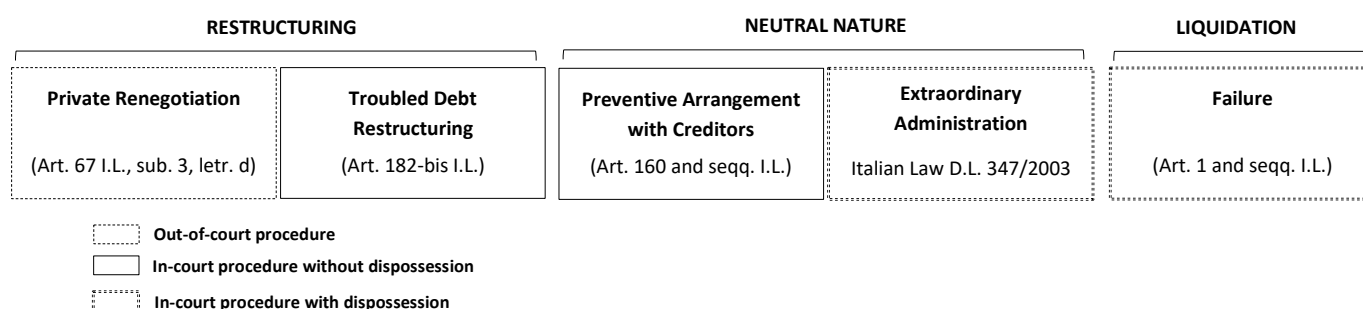 RESTRUCTURING
NEUTRAL NATURE
LIQUIDATION
Private Renegotiation
(Art. 67 I.L., sub. 3, letr. d)
Troubled Debt
Restructuring
(Art. 182-bis I.L.)
Preventive Arrangement
with Creditors
(Art. 160 and seqq. I.L.)
Extraordinary
Administration
Italian Law D.L. 347/2003
Failure
(Art. 1 and seqq. I.L.)
Out-of-court procedure
In-court procedure without dispossession
In-court procedure with dispossession